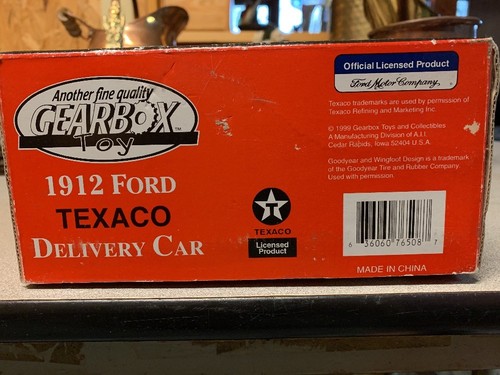 Another fine quality
GEARBOX
Toy
TM
1912 FORD
TEXACO
DELIVERY CAR
T
TEXACO
Licensed
Product
Official Licensed Product
Ford Motor Company,
Texaco trademarks are used by permission of
Texaco Refining and Marketing Inc.
© 1999 Gearbox Toys and Collectibles
A Manufacturing Division of A.I.I.
Cedar Rabids, Iowa 52404 U.S.A.
Goodyear and Wingfoot Design is a trademark
of the Goodyear Tire and Rubber Company.
Used with permission.
6 36060 76508 7
MADE IN CHINA